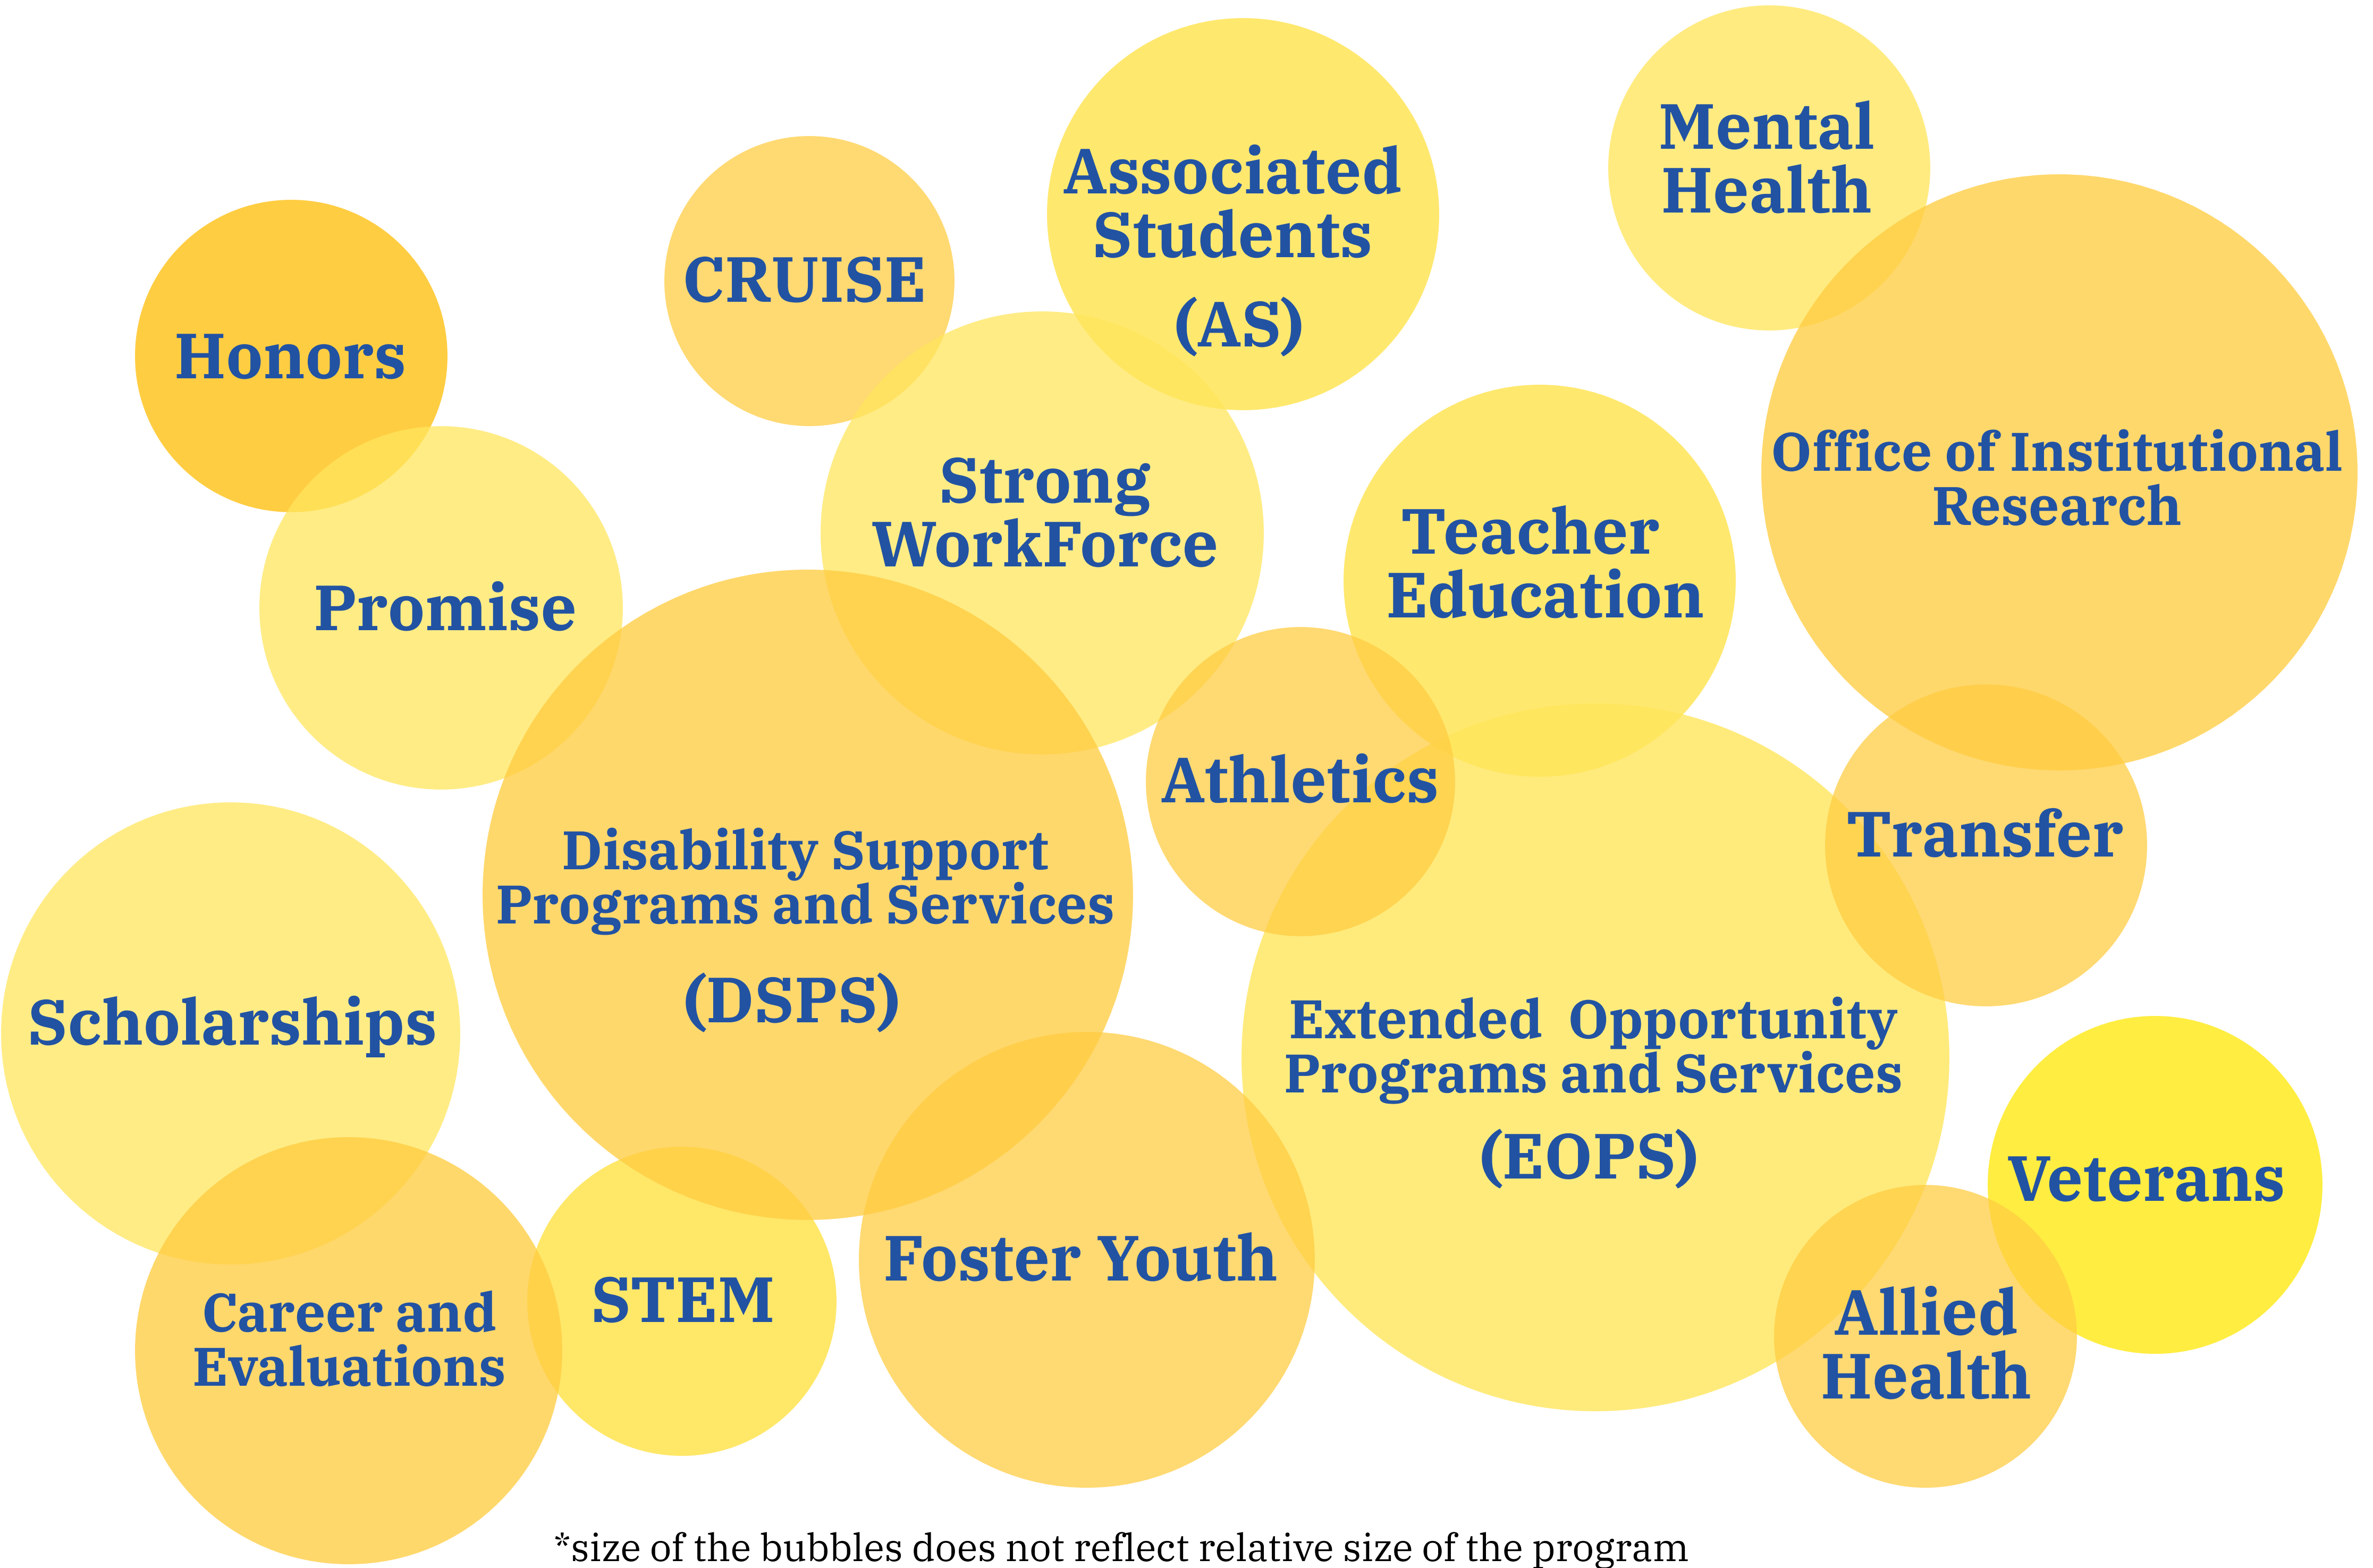 Mental
Health
Associated
Students
(AS)
CRUISE
Honors
Office of Institutional
Research
Strong
WorkForce
Teacher
Education
Promise
Athletics
Transfer
Disability Support
Programs and Services
(DSPS)
Scholarships
Extended  Opportunity
Programs and Services
(EOPS)
Veterans
Foster Youth
STEM
Career and
Evaluations
Allied
Health
*size of the bubbles does not reflect relative size of the program